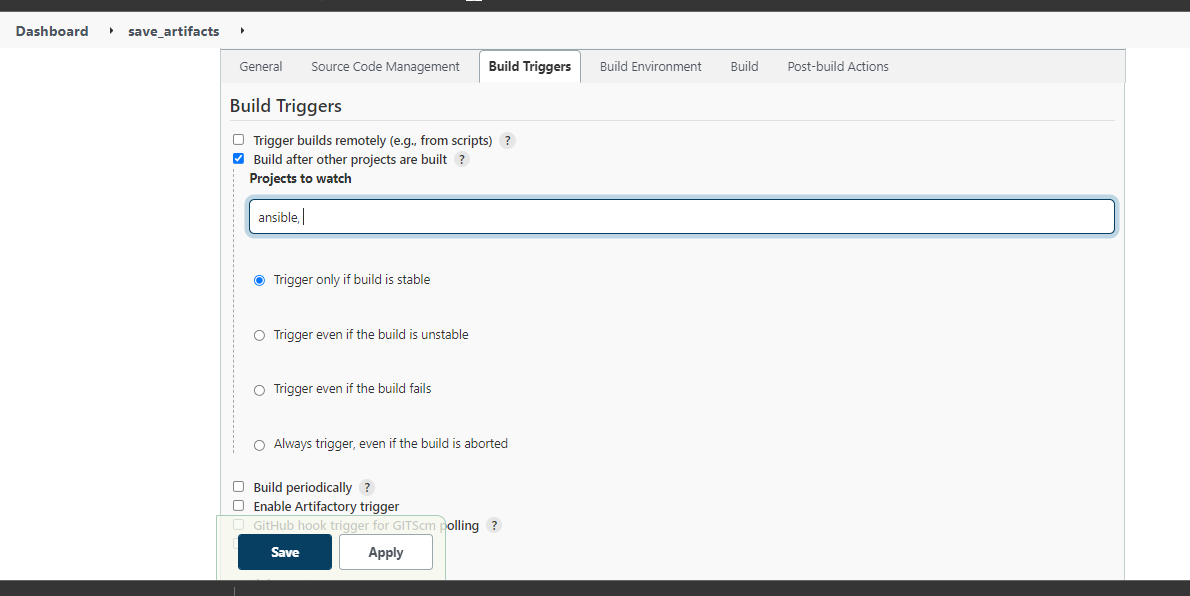 Dashboard save_artifacts
General Source Code Management Build Triggers Build Environment Build Post-build Actions
Build Triggers
Trigger builds remotely (e.g., from scripts) ?
Build after other projects are built ?
Projects to watch
ansible,
Trigger only if build is stable
Trigger even if the build is unstable
Trigger even if the build fails
Always trigger, even if the build is aborted
Build periodically ?
Enable Artifactory trigger
GitHub hook trigger for GITScm polling ?
Save Apply